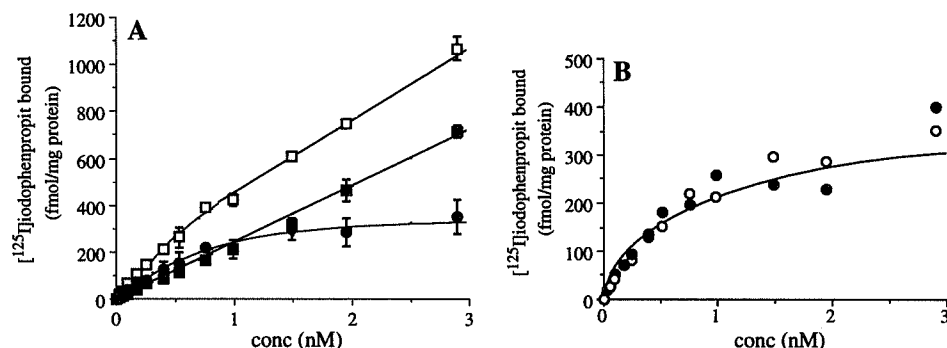 A
[125I]iodophenpropit bound
(fmol/mg protein)
1200
1000
800
600
400
200
0
0
1
2
3
conc (nM)
B
[125I]iodophenpropit bound
(fmol/mg protein)
500
400
300
200
100
0
0
1
2
3
conc (nM)